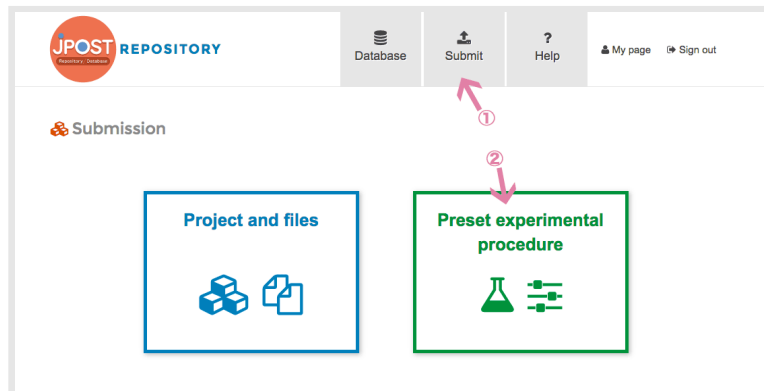 JPOST
Repository / Database
REPOSITORY
Database
Submit
?
Help
My page
Sign out
①
Submission
②
Project and files
Preset experimental
procedure